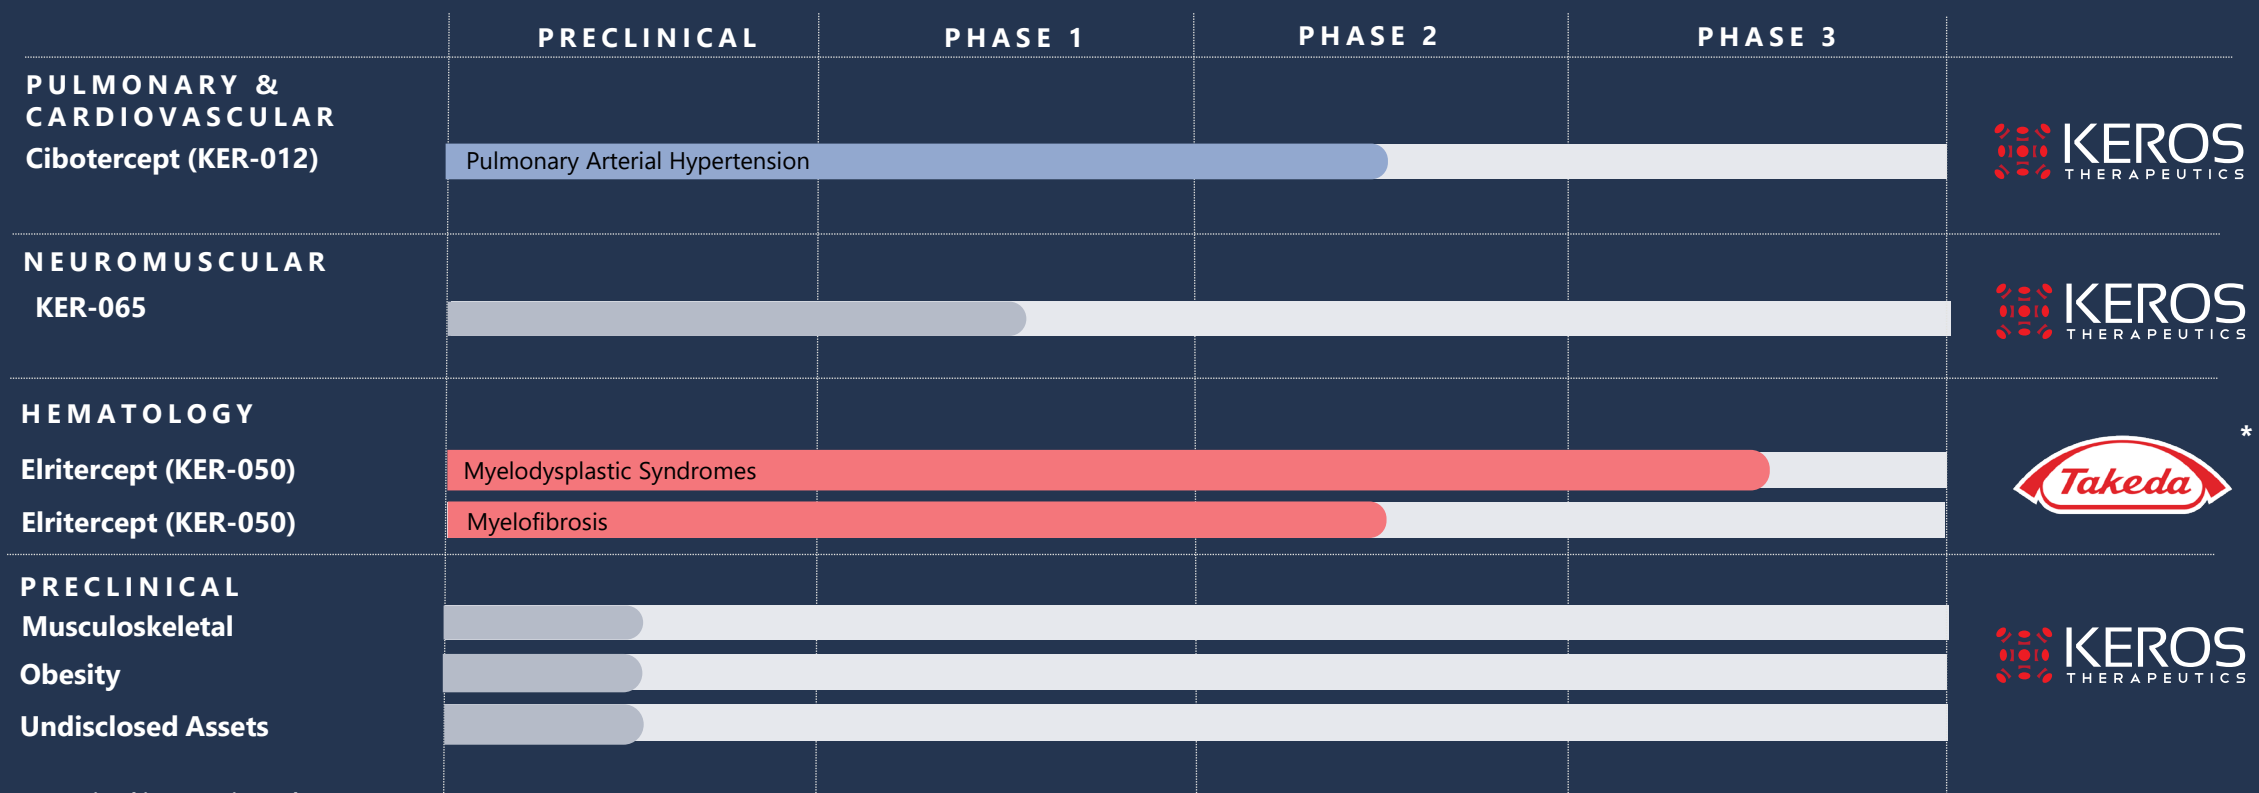 PRECLINICAL
PHASE 1
PHASE 2
PHASE 3
PULMONARY &
CARDIOVASCULAR
Cibotercept (KER-012)
Pulmonary Arterial Hypertension
KEROS
THERAPEUTICS
NEUROMUSCULAR
KER-065
KEROS
THERAPEUTICS
HEMATOLOGY
Elritercept (KER-050)
Myelodysplastic Syndromes
Elritercept (KER-050)
Myelofibrosis
Takeda
*
PRECLINICAL
Musculoskeletal
Obesity
Undisclosed Assets
KEROS
THERAPEUTICS